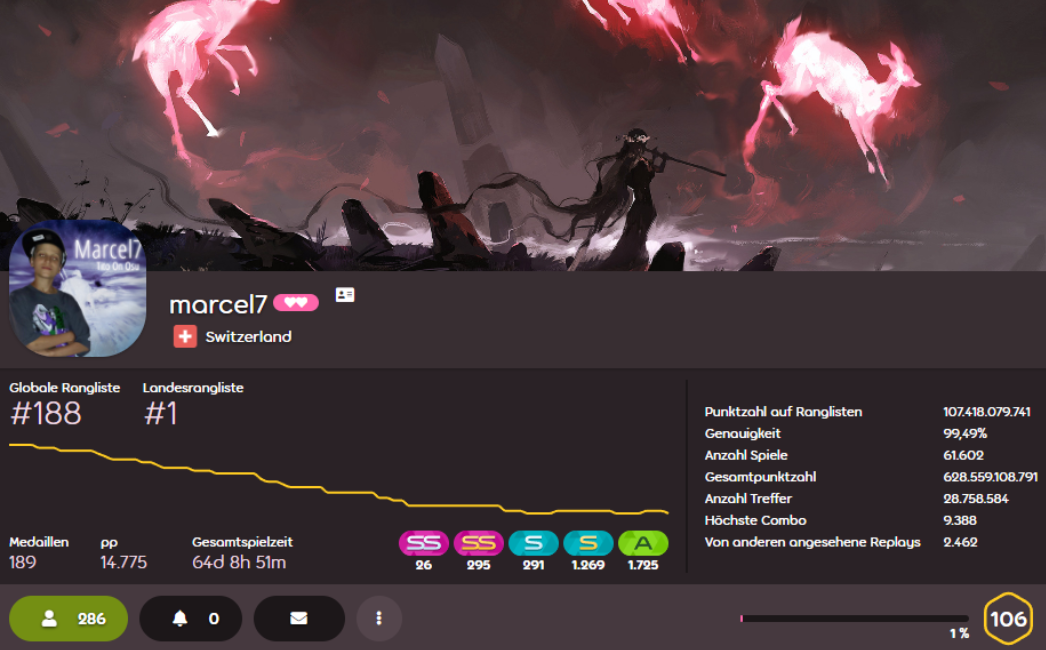 Marcel7
Tito On Osu
marcel7
Switzerland
Globale Rangliste
Landesrangliste
#188
#1
Punktzahl auf Ranglisten 107.418.079.741
Genauigkeit 99,49%
Anzahl Spiele 61.602
Gesamtpunktzahl 628.559.108.791
Anzahl Treffer 28.758.584
Höchste Combo 9.388
Von anderen angesehene Replays 2.462
Medaillen
189
pp
14.775
Gesamtspielzeit
64d 8h 51m
SS SS S S A
26 295 291 1.269 1.725
286
0
1%
106